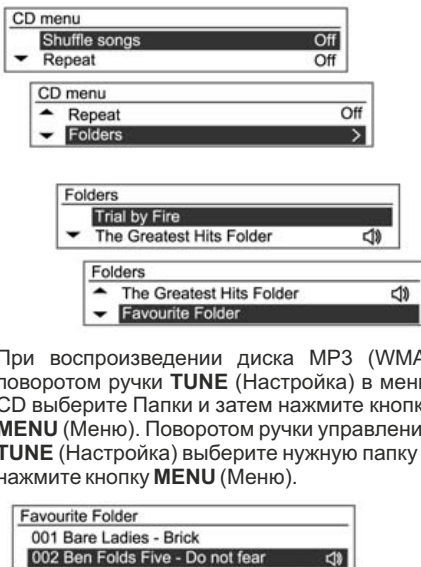 CD menu
Shuffle songs Off
Repeat Off
CD menu
Repeat Off
Folders >
Folders
Trial by Fire
The Greatest Hits Folder
Folders
The Greatest Hits Folder
Favourite Folder
При воспроизведении диска MP3 (WMA
поворотом ручки TUNE (Настройка) в мен
CD выберите Папки и затем нажмите кнопк
MENU (Меню). Поворотом ручки управлени
TUNE (Настройка) выберите нужную папку
нажмите кнопку MENU (Меню).
Favourite Folder
001 Bare Ladies - Brick
002 Ben Folds Five - Do not fear